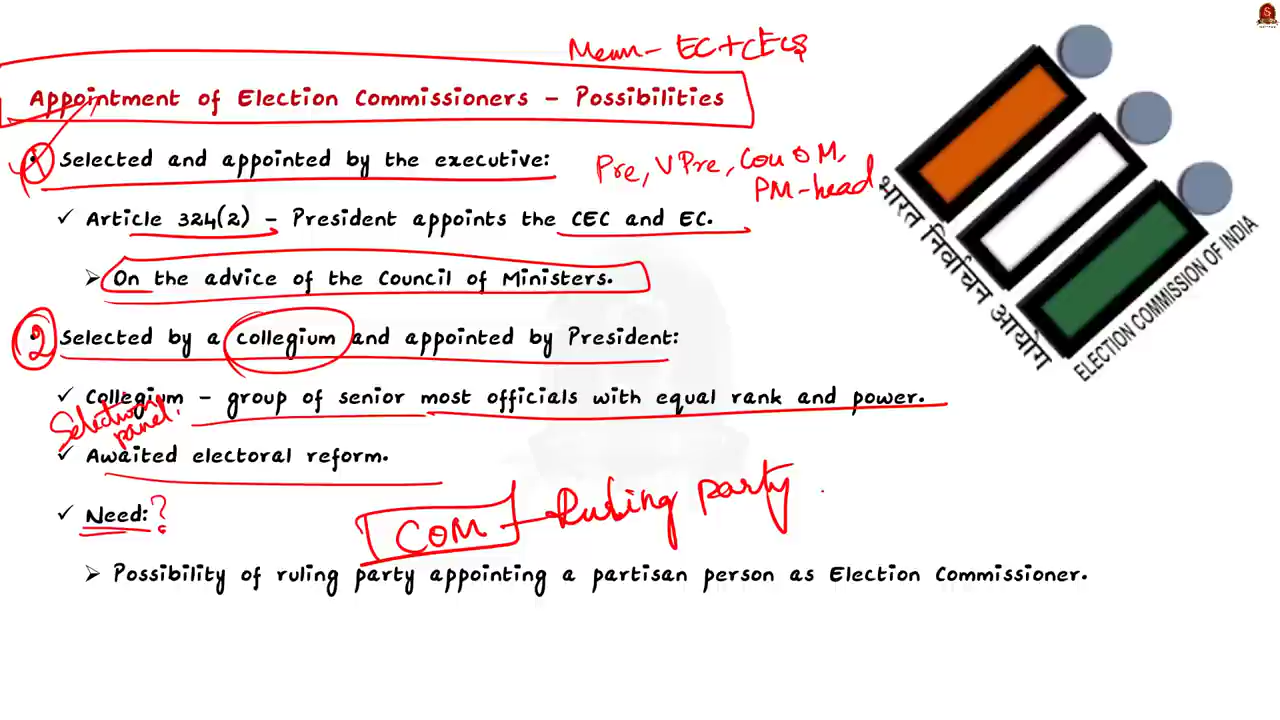 Mem - EC + CECs
Appointment of Election Commissioners - Possibilities
1 Selected and appointed by the executive:
Pre, VPre, Cou O M,
PM-head
✓ Article 324(2) - President appoints the CEC and EC.
➢ On the advice of the Council of Ministers.
2 Selected by a collegium and appointed by President:
✓ Collegium - group of senior most officials with equal rank and power.
Selection
panel.
✓ Awaited electoral reform.
✓ Need: ?
COM - Ruling party
➢ Possibility of ruling party appointing a partisan person as Election Commissioner.
भारत निर्वाचन आयोग
ELECTION COMMISSION OF INDIA